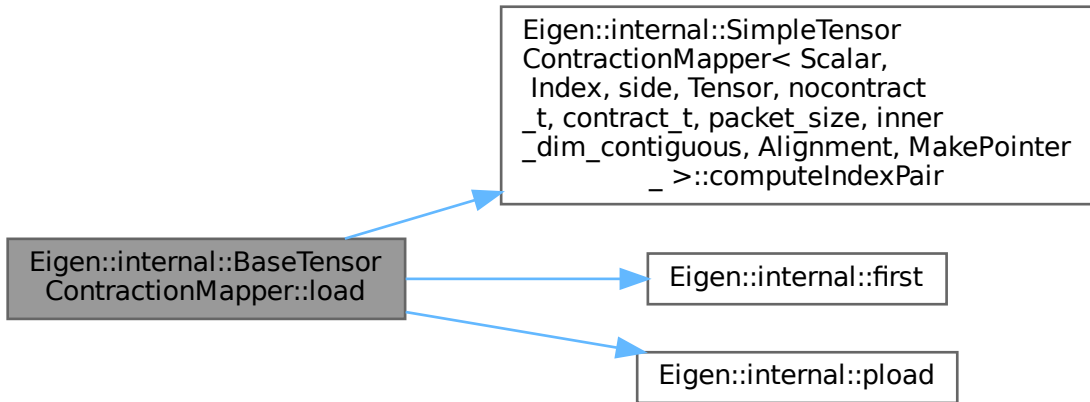 Eigen::internal::SimpleTensor
ContractionMapper< Scalar,
Index, side, Tensor, nocontract
_t, contract_t, packet_size, inner
_dim_contiguous, Alignment, MakePointer
_ >::computeIndexPair
Eigen::internal::BaseTensor
ContractionMapper::load
Eigen::internal::first
Eigen::internal::pload